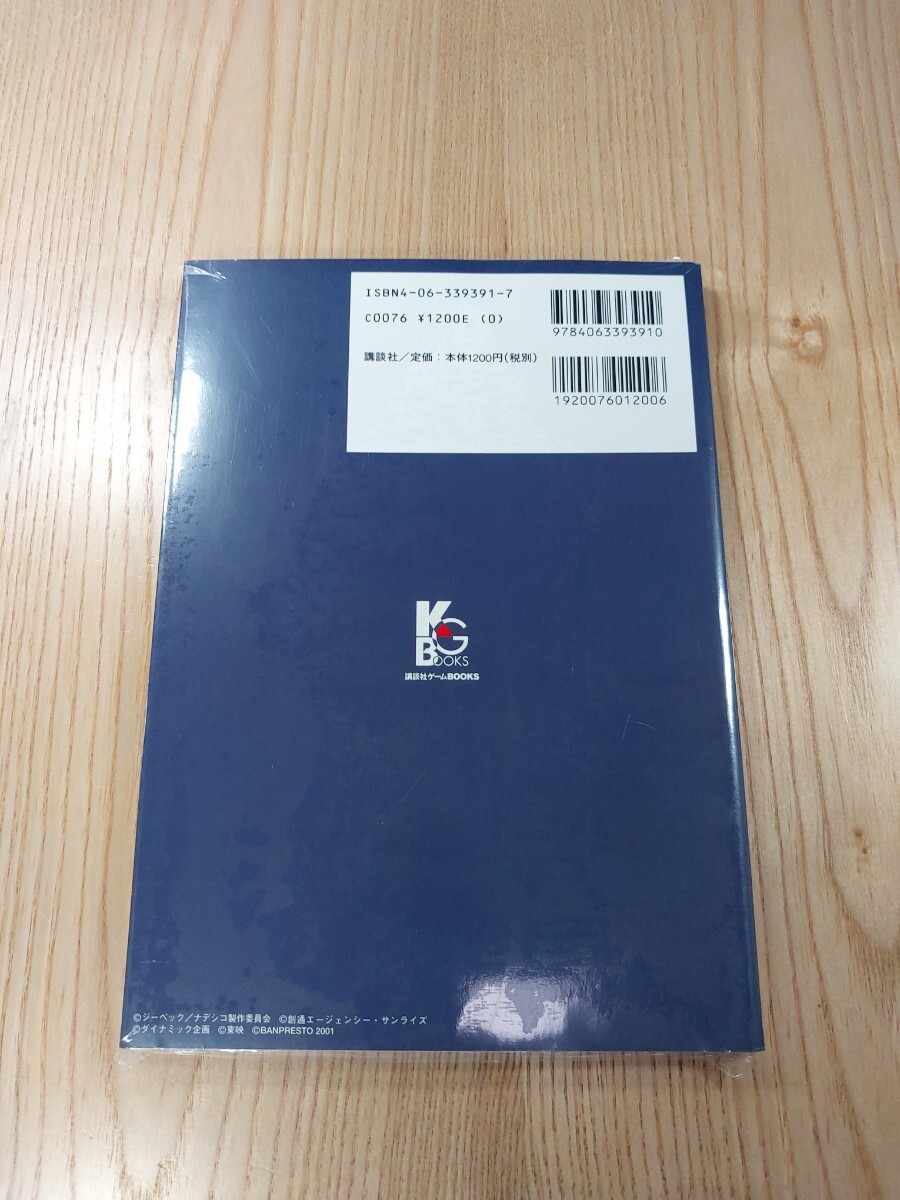 ISBN4-06-339391-7
C0076 ¥1200E (0)
講談社/定価:本体1200円(税別)
9784063393910
1920076012006
KG
BOOKS
講談社ゲームBOOKS
©ジーベック/ナデシコ製作委員会 ©創通エージェンシー・サンライズ
©ダイナミック企画 ©東映 ©BANPRESTO 2001